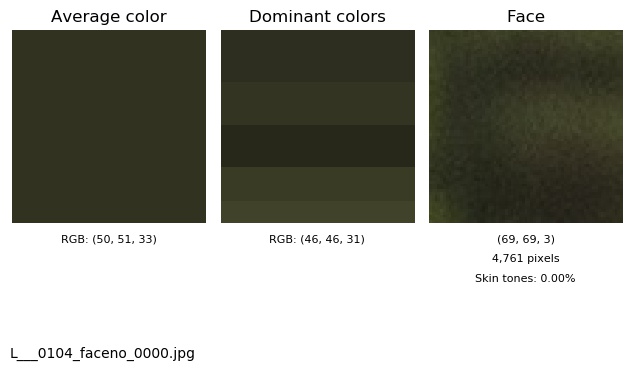 Average color
Dominant colors
Face
RGB: (50, 51, 33)
RGB: (46, 46, 31)
(69, 69, 3)
4,761 pixels
Skin tones: 0.00%
L___0104_faceno_0000.jpg